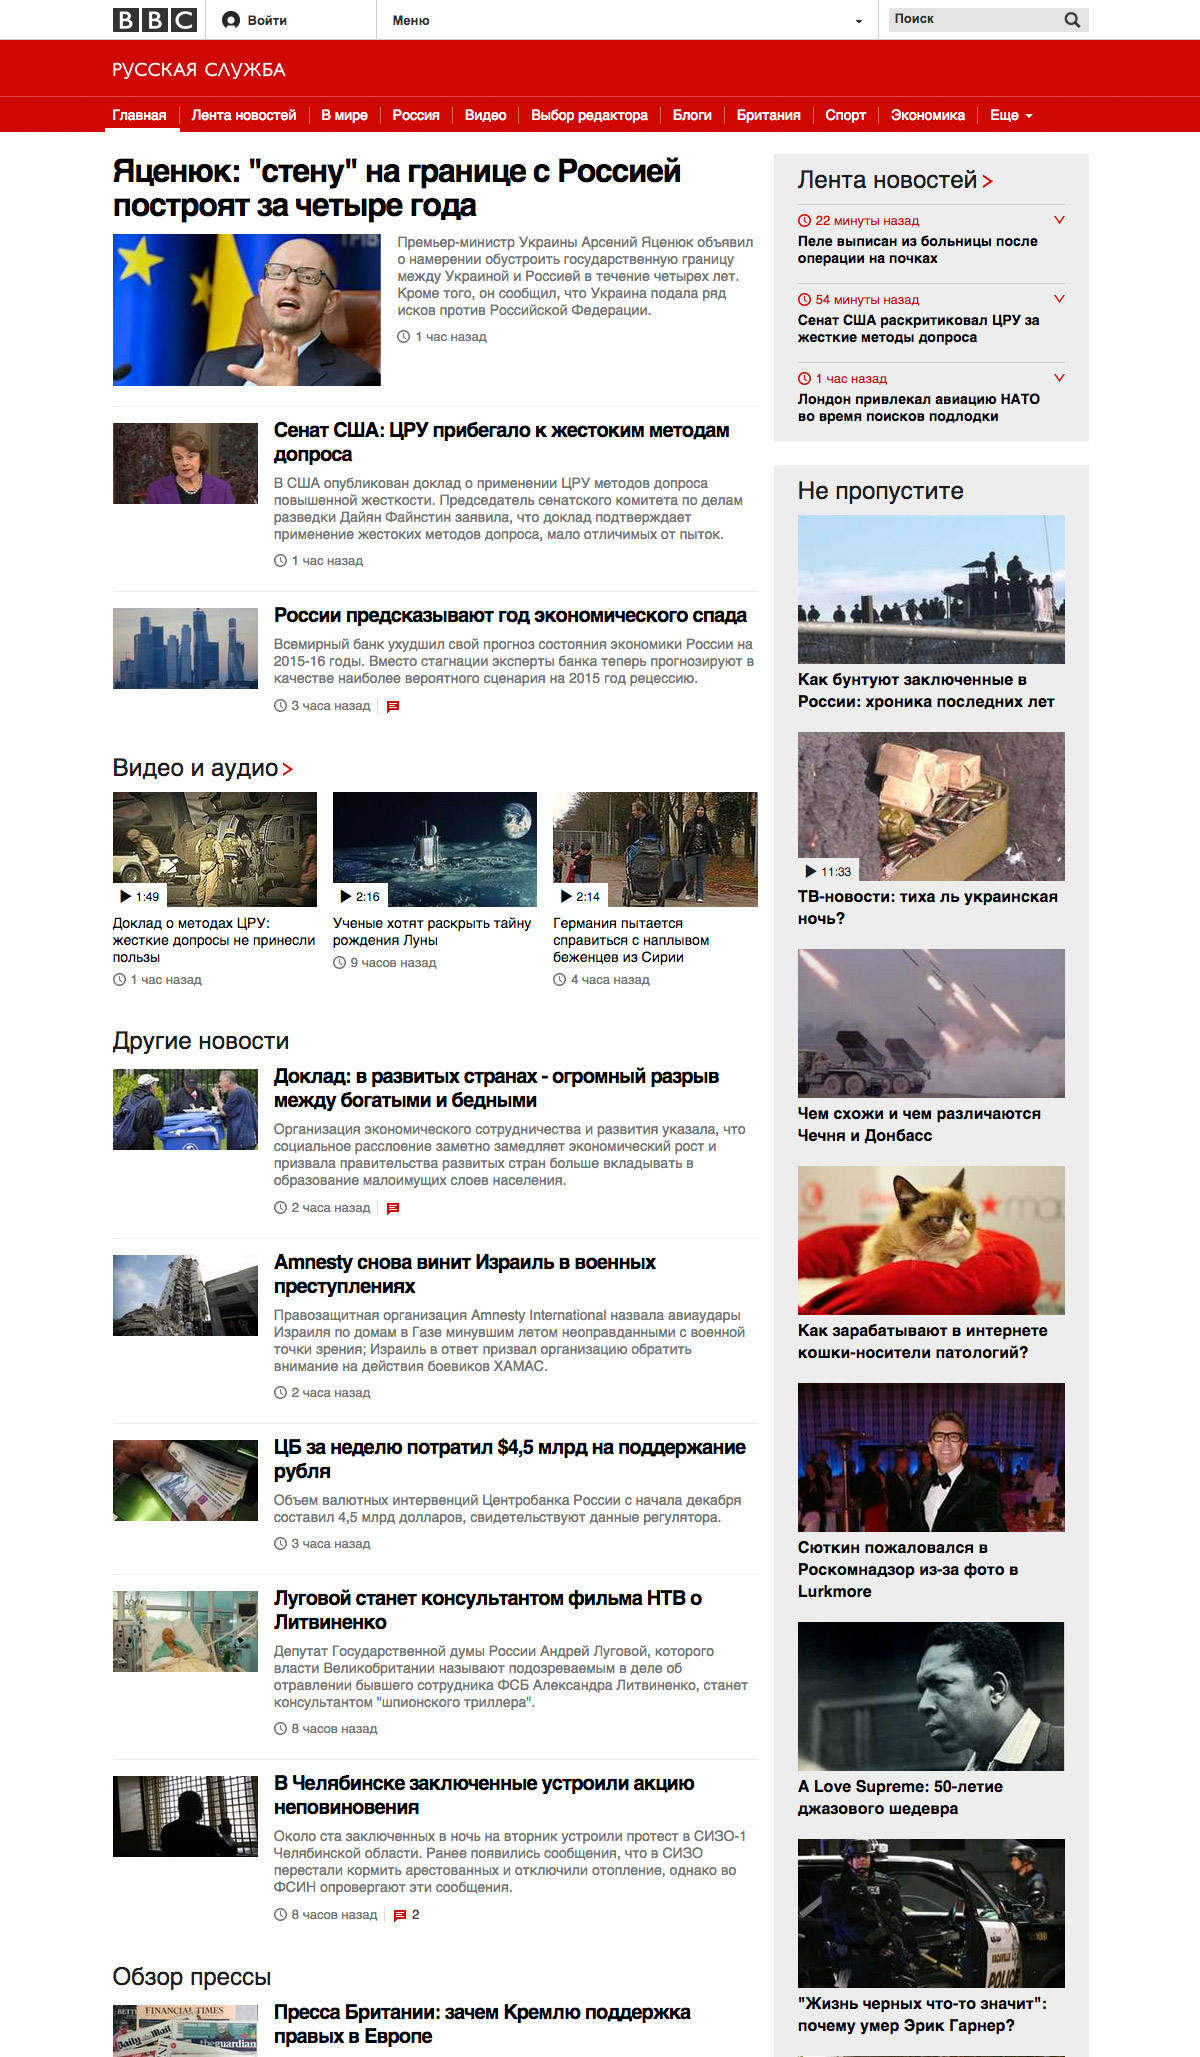 BBC
Войти
Меню
Поиск
РУССКАЯ СЛУЖБА
Главная
Лента новостей
В мире
Россия
Видео
Выбор редактора
Блоги
Британия
Спорт
Экономика
Еще
Яценюк: "стену" на границе с Россией
построят за четыре года
Премьер-министр Украины Арсений Яценюк объявил
о намерении обустроить государственную границу
между Украиной и Россией в течение четырех лет.
Кроме того, он сообщил, что Украина подала ряд
исков против Российской Федерации.
1 час назад
Сенат США: ЦРУ прибегало к жестоким методам
допроса
В США опубликован доклад о применении ЦРУ методов допроса
повышенной жесткости. Председатель сенатского комитета по делам
разведки Дайян Файнстин заявила, что доклад подтверждает
применение жестоких методов допроса, мало отличимых от пыток.
1 час назад
России предсказывают год экономического спада
Всемирный банк ухудшил свой прогноз состояния экономики России на
2015-16 годы. Вместо стагнации эксперты банка теперь прогнозируют в
качестве наиболее вероятного сценария на 2015 год рецессию.
3 часа назад
Видео и аудио
1:49
Доклад о методах ЦРУ:
жесткие допросы не принесли
пользы
1 час назад
2:16
Ученые хотят раскрыть тайну
рождения Луны
9 часов назад
2:14
Германия пытается
справиться с наплывом
беженцев из Сирии
4 часа назад
Другие новости
Доклад: в развитых странах - огромный разрыв
между богатыми и бедными
Организация экономического сотрудничества и развития указала, что
социальное расслоение заметно замедляет экономический рост и
призвала правительства развитых стран больше вкладывать в
образование малоимущих слоев населения.
2 часа назад
Amnesty снова винит Израиль в военных
преступлениях
Правозащитная организация Amnesty International назвала авиаудары
Израиля по домам в Газе минувшим летом неоправданными с военной
точки зрения; Израиль в ответ призвал организацию обратить
внимание на действия боевиков ХАМАС.
2 часа назад
ЦБ за неделю потратил $4,5 млрд на поддержание
рубля
Объем валютных интервенций Центробанка России с начала декабря
составил 4,5 млрд долларов, свидетельствуют данные регулятора.
3 часа назад
Луговой станет консультантом фильма НТВ о
Литвиненко
Депутат Государственной думы России Андрей Луговой, которого
власти Великобритании называют подозреваемым в деле об
отравлении бывшего сотрудника ФСБ Александра Литвиненко, станет
консультантом "шпионского триллера".
8 часов назад
В Челябинске заключенные устроили акцию
неповиновения
Около ста заключенных в ночь на вторник устроили протест в СИЗО-1
Челябинской области. Ранее появились сообщения, что в СИЗО
перестали кормить арестованных и отключили отопление, однако во
ФСИН опровергают эти сообщения.
8 часов назад
2
Обзор прессы
FINANCIAL TIMES
Daily Mail
theguardian
Пресса Британии: зачем Кремлю поддержка
правых в Европе
Лента новостей
22 минуты назад
Пеле выписан из больницы после
операции на почках
54 минуты назад
Сенат США раскритиковал ЦРУ за
жесткие методы допроса
1 час назад
Лондон привлекал авиацию НАТО
во время поисков подлодки
Не пропустите
Как бунтуют заключенные в
России: хроника последних лет
11:33
ТВ-новости: тиха ль украинская
ночь?
Чем схожи и чем различаются
Чечня и Донбасс
Как зарабатывают в интернете
кошки-носители патологий?
Сюткин пожаловался в
Роскомнадзор из-за фото в
Lurkmore
A Love Supreme: 50-летие
джазового шедевра
VACAVILLE
POLICE
"Жизнь черных что-то значит":
почему умер Эрик Гарнер?